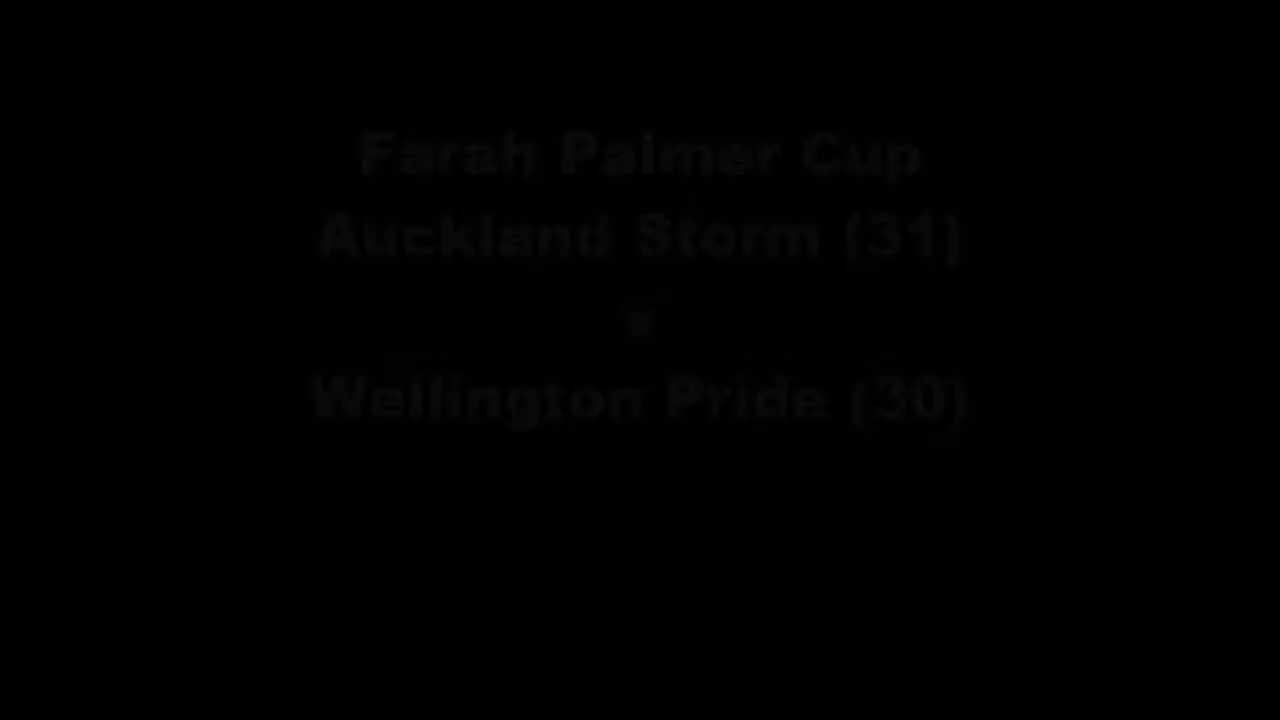 Farah Palmer Cup
Auckland Storm (31)
v
Wellington Pride (30)